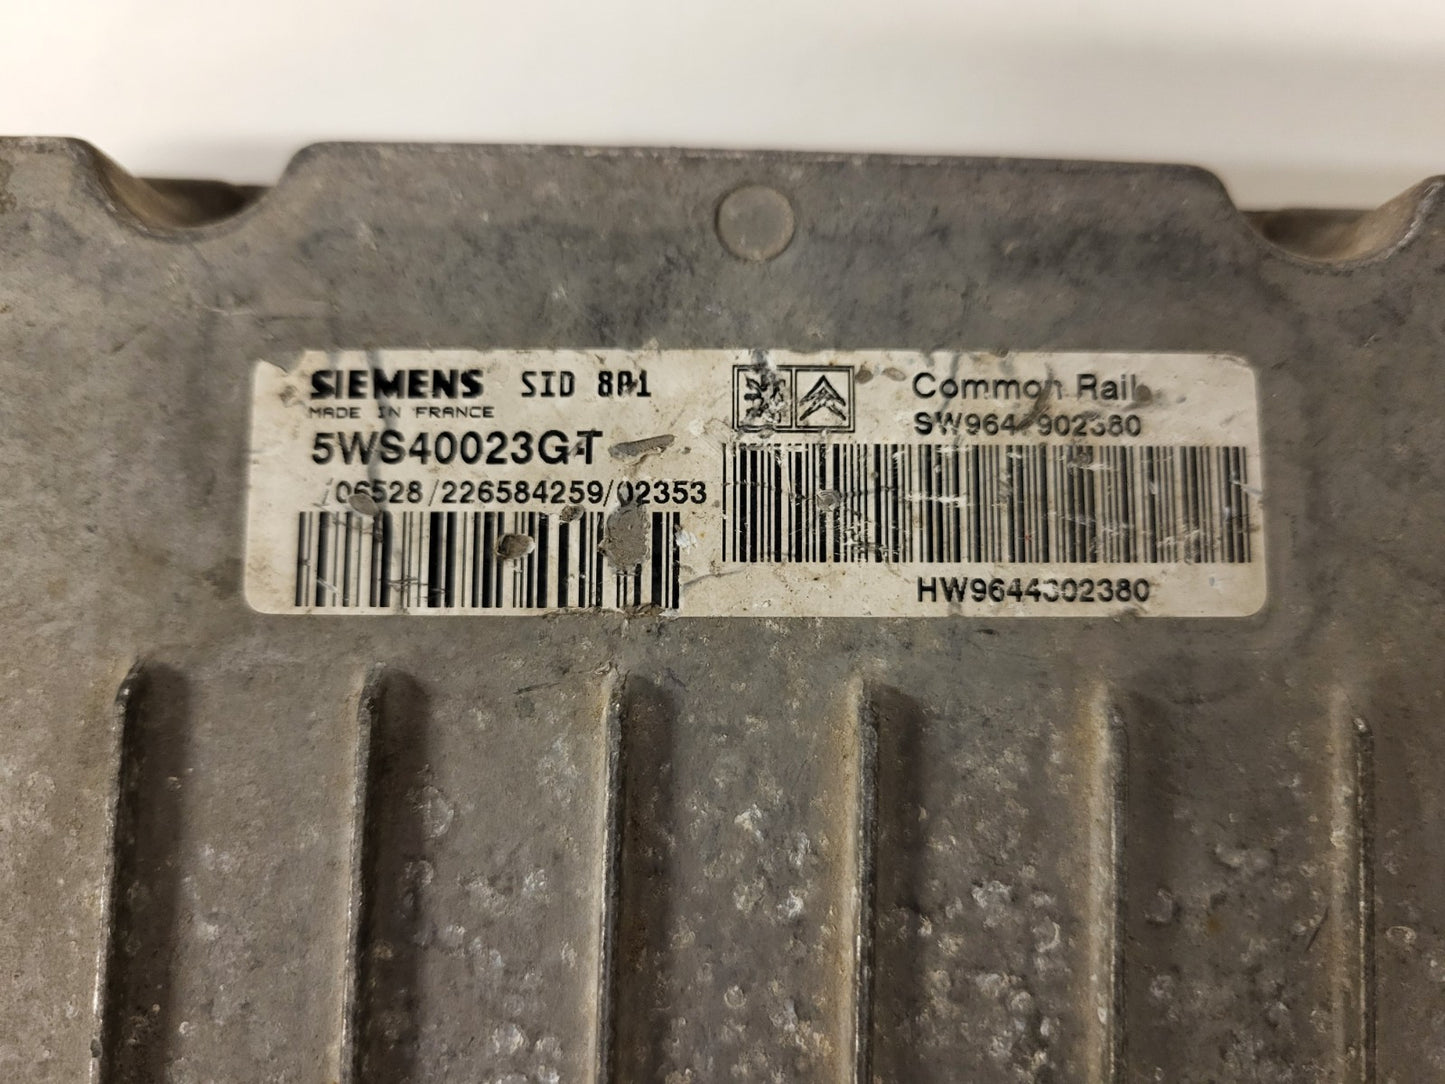 SIEMENS SID 801
MADE IN FRANCE
5WS40023G-T
/06528/226584259/02353
Common Rail
HW9644302380